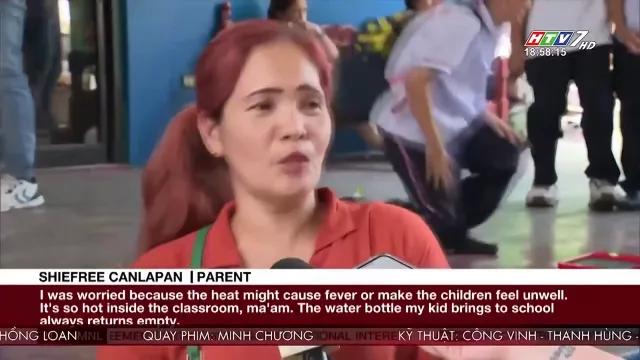 HTV7 HD
18:58:15
SHIEFREE CANLAPAN | PARENT
I was worried because the heat might cause fever or make the children feel unwell.
It's so hot inside the classroom, ma'am. The water bottle my kid brings to school
always returns empty.
HỒNG LOAN QUAY PHIM: MINH CHƯƠNG KỸ THUẬT: CÔNG VINH - THANH HÙNG -